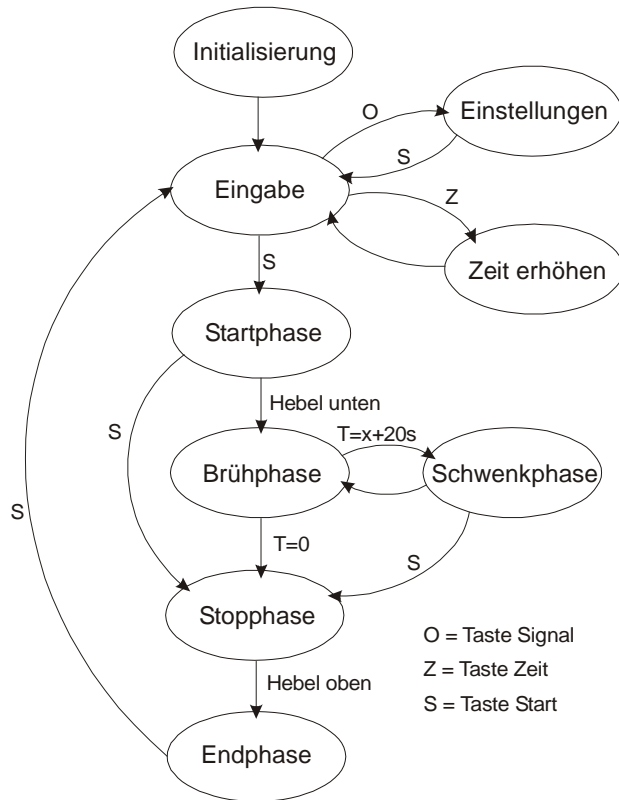 Initialisierung
O
Einstellungen
S
Eingabe
Z
Zeit erhöhen
S
Startphase
Hebel unten
S
T=x+20s
Brühphase
Schwenkphase
S
T=0
S
Stopphase
O = Taste Signal
Z = Taste Zeit
S = Taste Start
Hebel oben
Endphase